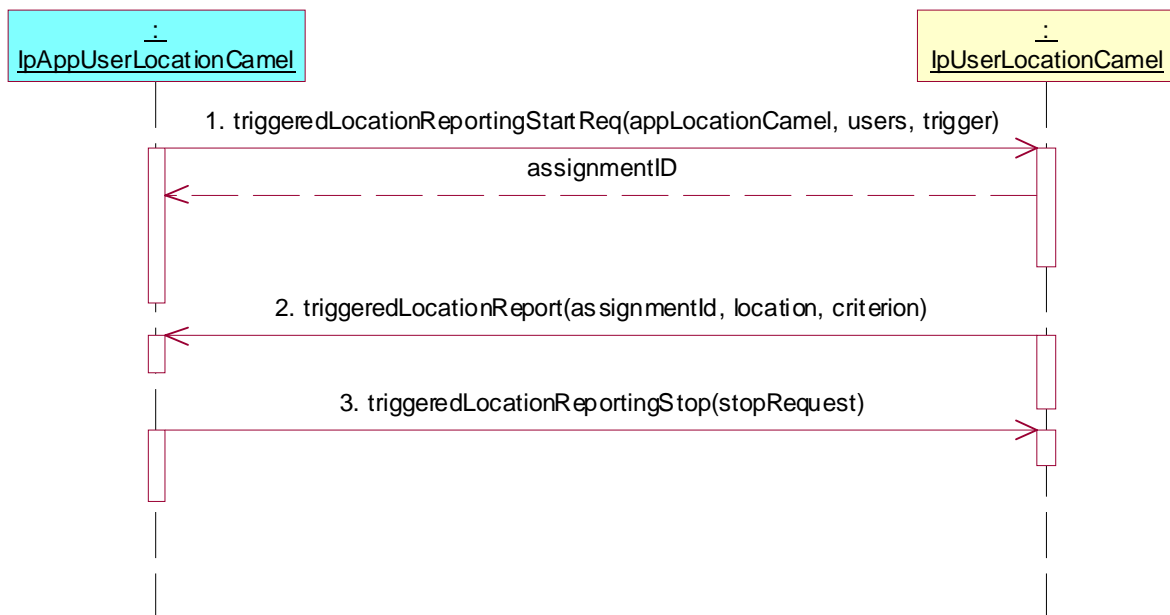 :
IpAppUserLocationCamel
:
IpUserLocationCamel
1. triggeredLocationReportingStartReq(appLocationCamel, users, trigger)
assignmentID
2. triggeredLocationReport(assignmentId, location, criterion)
3. triggeredLocationReportingStop(stopRequest)